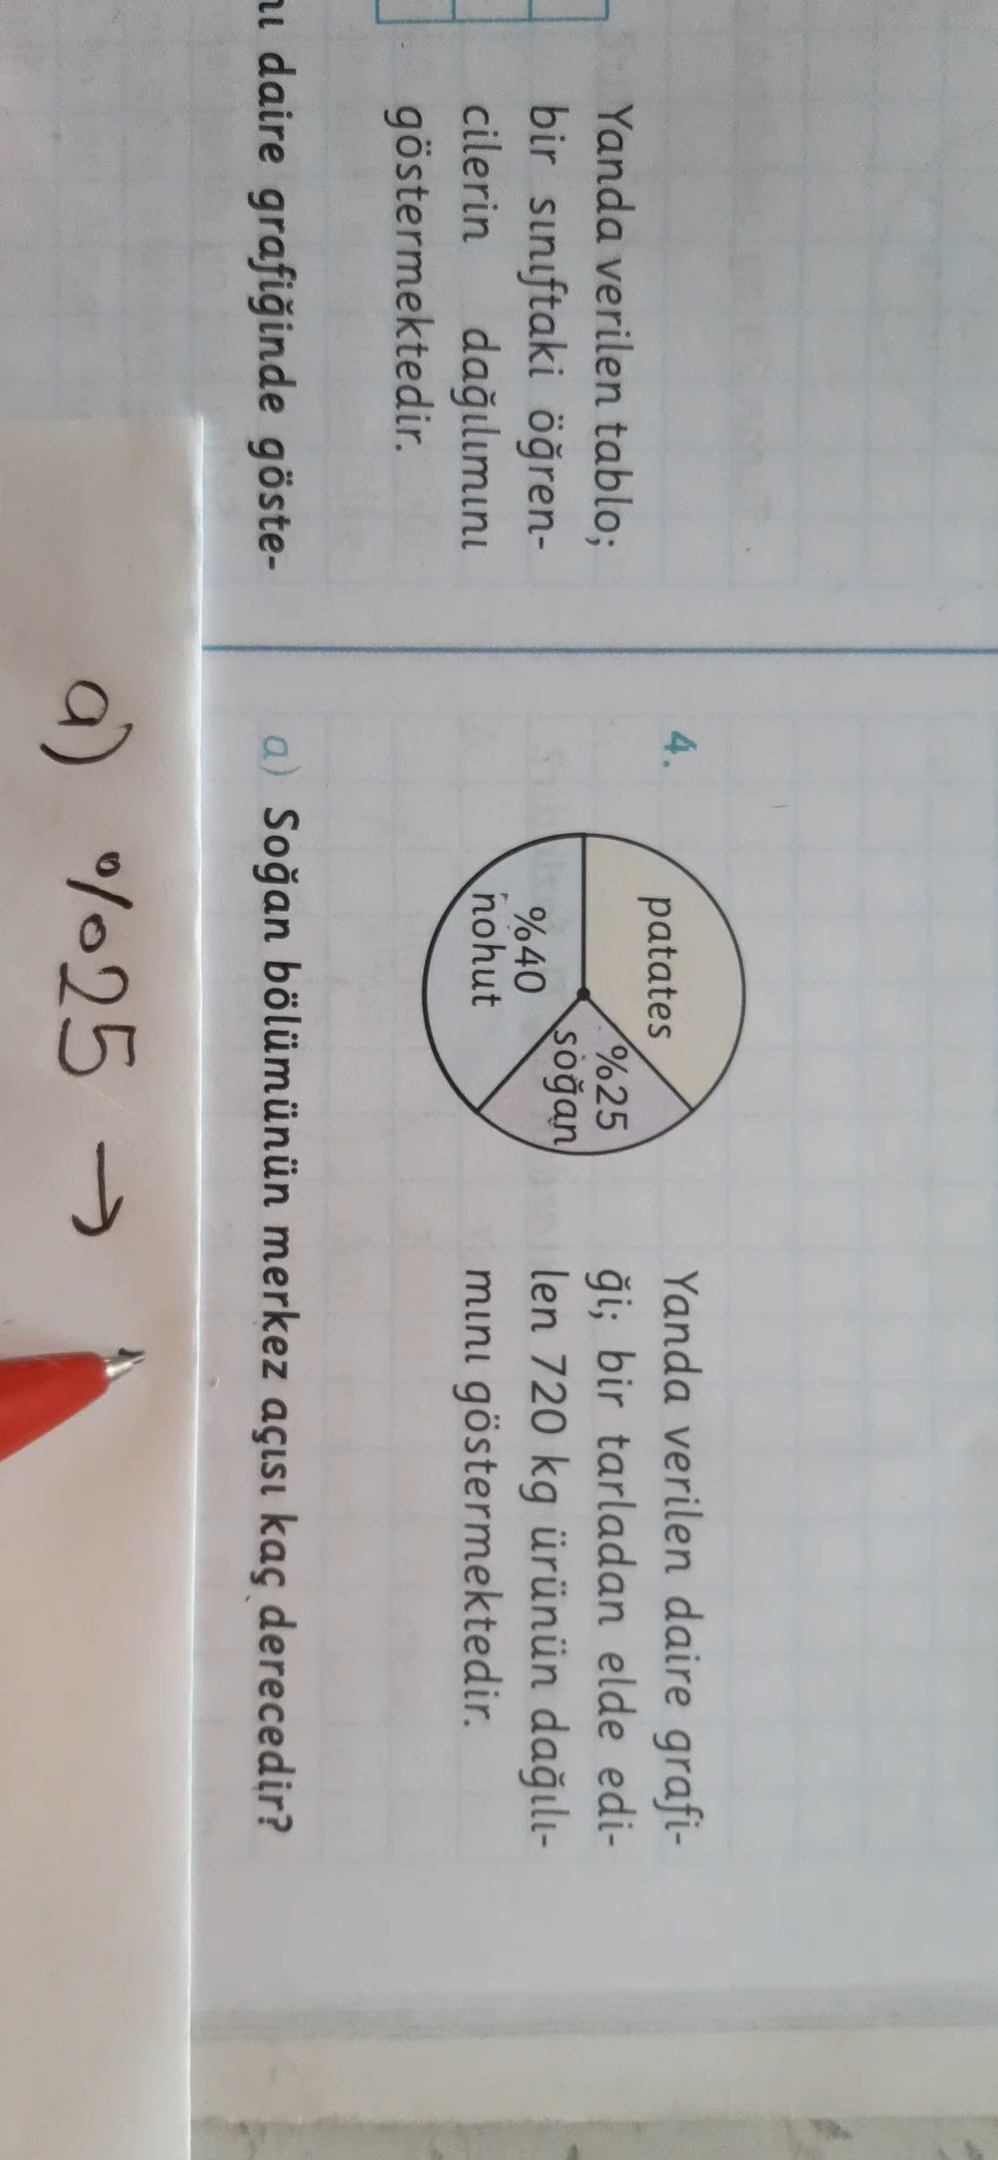 Yanda verilen tablo;
bir sınıftaki öğren-
cilerin dağılımını
göstermektedir.
daire grafiğinde göste-
4.
patates
%25
soğan
%40
nohut
Yanda verilen daire grafi-
ği; bir tarladan elde edi-
len 720 kg ürünün dağılı-
mını göstermektedir.
a) Soğan bölümünün merkez açısı kaç derecedir?
a) %25 →